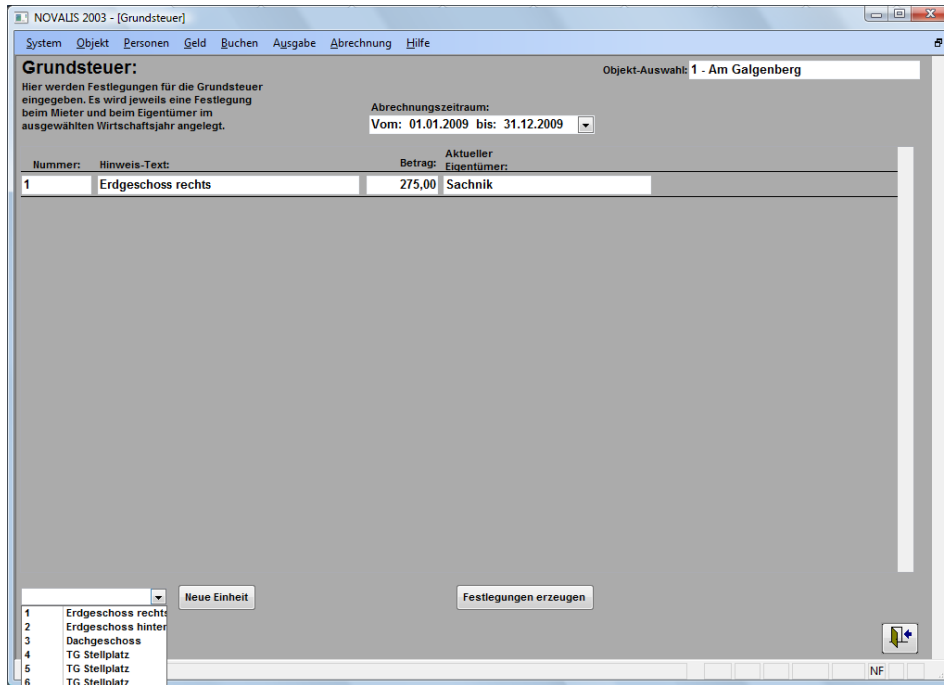 NOVALIS 2003 - [Grundsteuer]
System Objekt Personen Geld Buchen Ausgabe Abrechnung Hilfe
Grundsteuer:
Objekt-Auswahl: 1 - Am Galgenberg
Hier werden Festlegungen für die Grundsteuer
eingegeben. Es wird jeweils eine Festlegung
beim Mieter und beim Eigentümer im
ausgewählten Wirtschaftsjahr angelegt.
Abrechnungszeitraum:
Vom: 01.01.2009 bis: 31.12.2009
Nummer: Hinweis-Text: Betrag: Aktueller
Eigentümer:
1 Erdgeschoss rechts 275,00 Sachnik
Neue Einheit Festlegungen erzeugen
1 Erdgeschoss rechts
2 Erdgeschoss hinter
3 Dachgeschoss
4 TG Stellplatz
5 TG Stellplatz
6 TG Stellplatz
NF